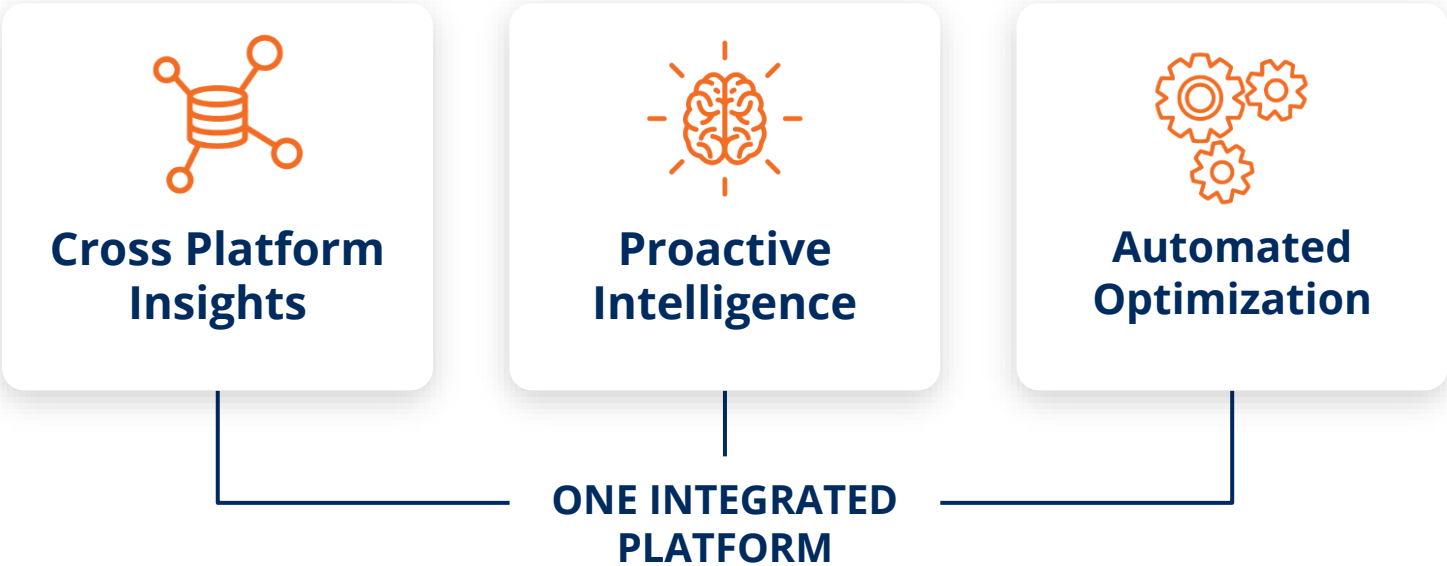 Cross Platform
Insights
Proactive
Intelligence
Automated
Optimization
ONE INTEGRATED
PLATFORM